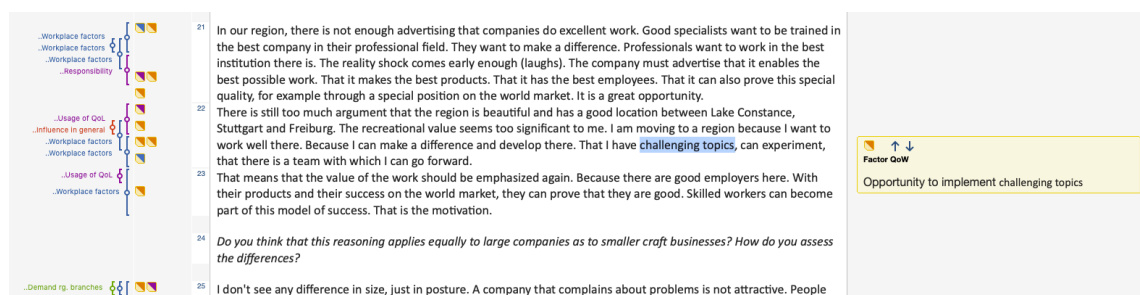 ..Workplace factors
..Workplace factors
..Workplace factors
..Responsibility
..Usage of QoL
..Influence in general
..Workplace factors
..Workplace factors
..Usage of QoL
..Workplace factors
..Demand rg. branches
21 In our region, there is not enough advertising that companies do excellent work. Good specialists want to be trained in
the best company in their professional field. They want to make a difference. Professionals want to work in the best
institution there is. The reality shock comes early enough (laughs). The company must advertise that it enables the
best possible work. That it makes the best products. That it has the best employees. That it can also prove this special
quality, for example through a special position on the world market. It is a great opportunity.
22 There is still too much argument that the region is beautiful and has a good location between Lake Constance,
Stuttgart and Freiburg. The recreational value seems too significant to me. I am moving to a region because I want to
work well there. Because I can make a difference and develop there. That I have challenging topics, can experiment,
that there is a team with which I can go forward.
23 That means that the value of the work should be emphasized again. Because there are good employers here. With
their products and their success on the world market, they can prove that they are good. Skilled workers can become
part of this model of success. That is the motivation.
24 Do you think that this reasoning applies equally to large companies as to smaller craft businesses? How do you assess
the differences?
25 I don't see any difference in size, just in posture. A company that complains about problems is not attractive. People
Factor QoW
Opportunity to implement challenging topics